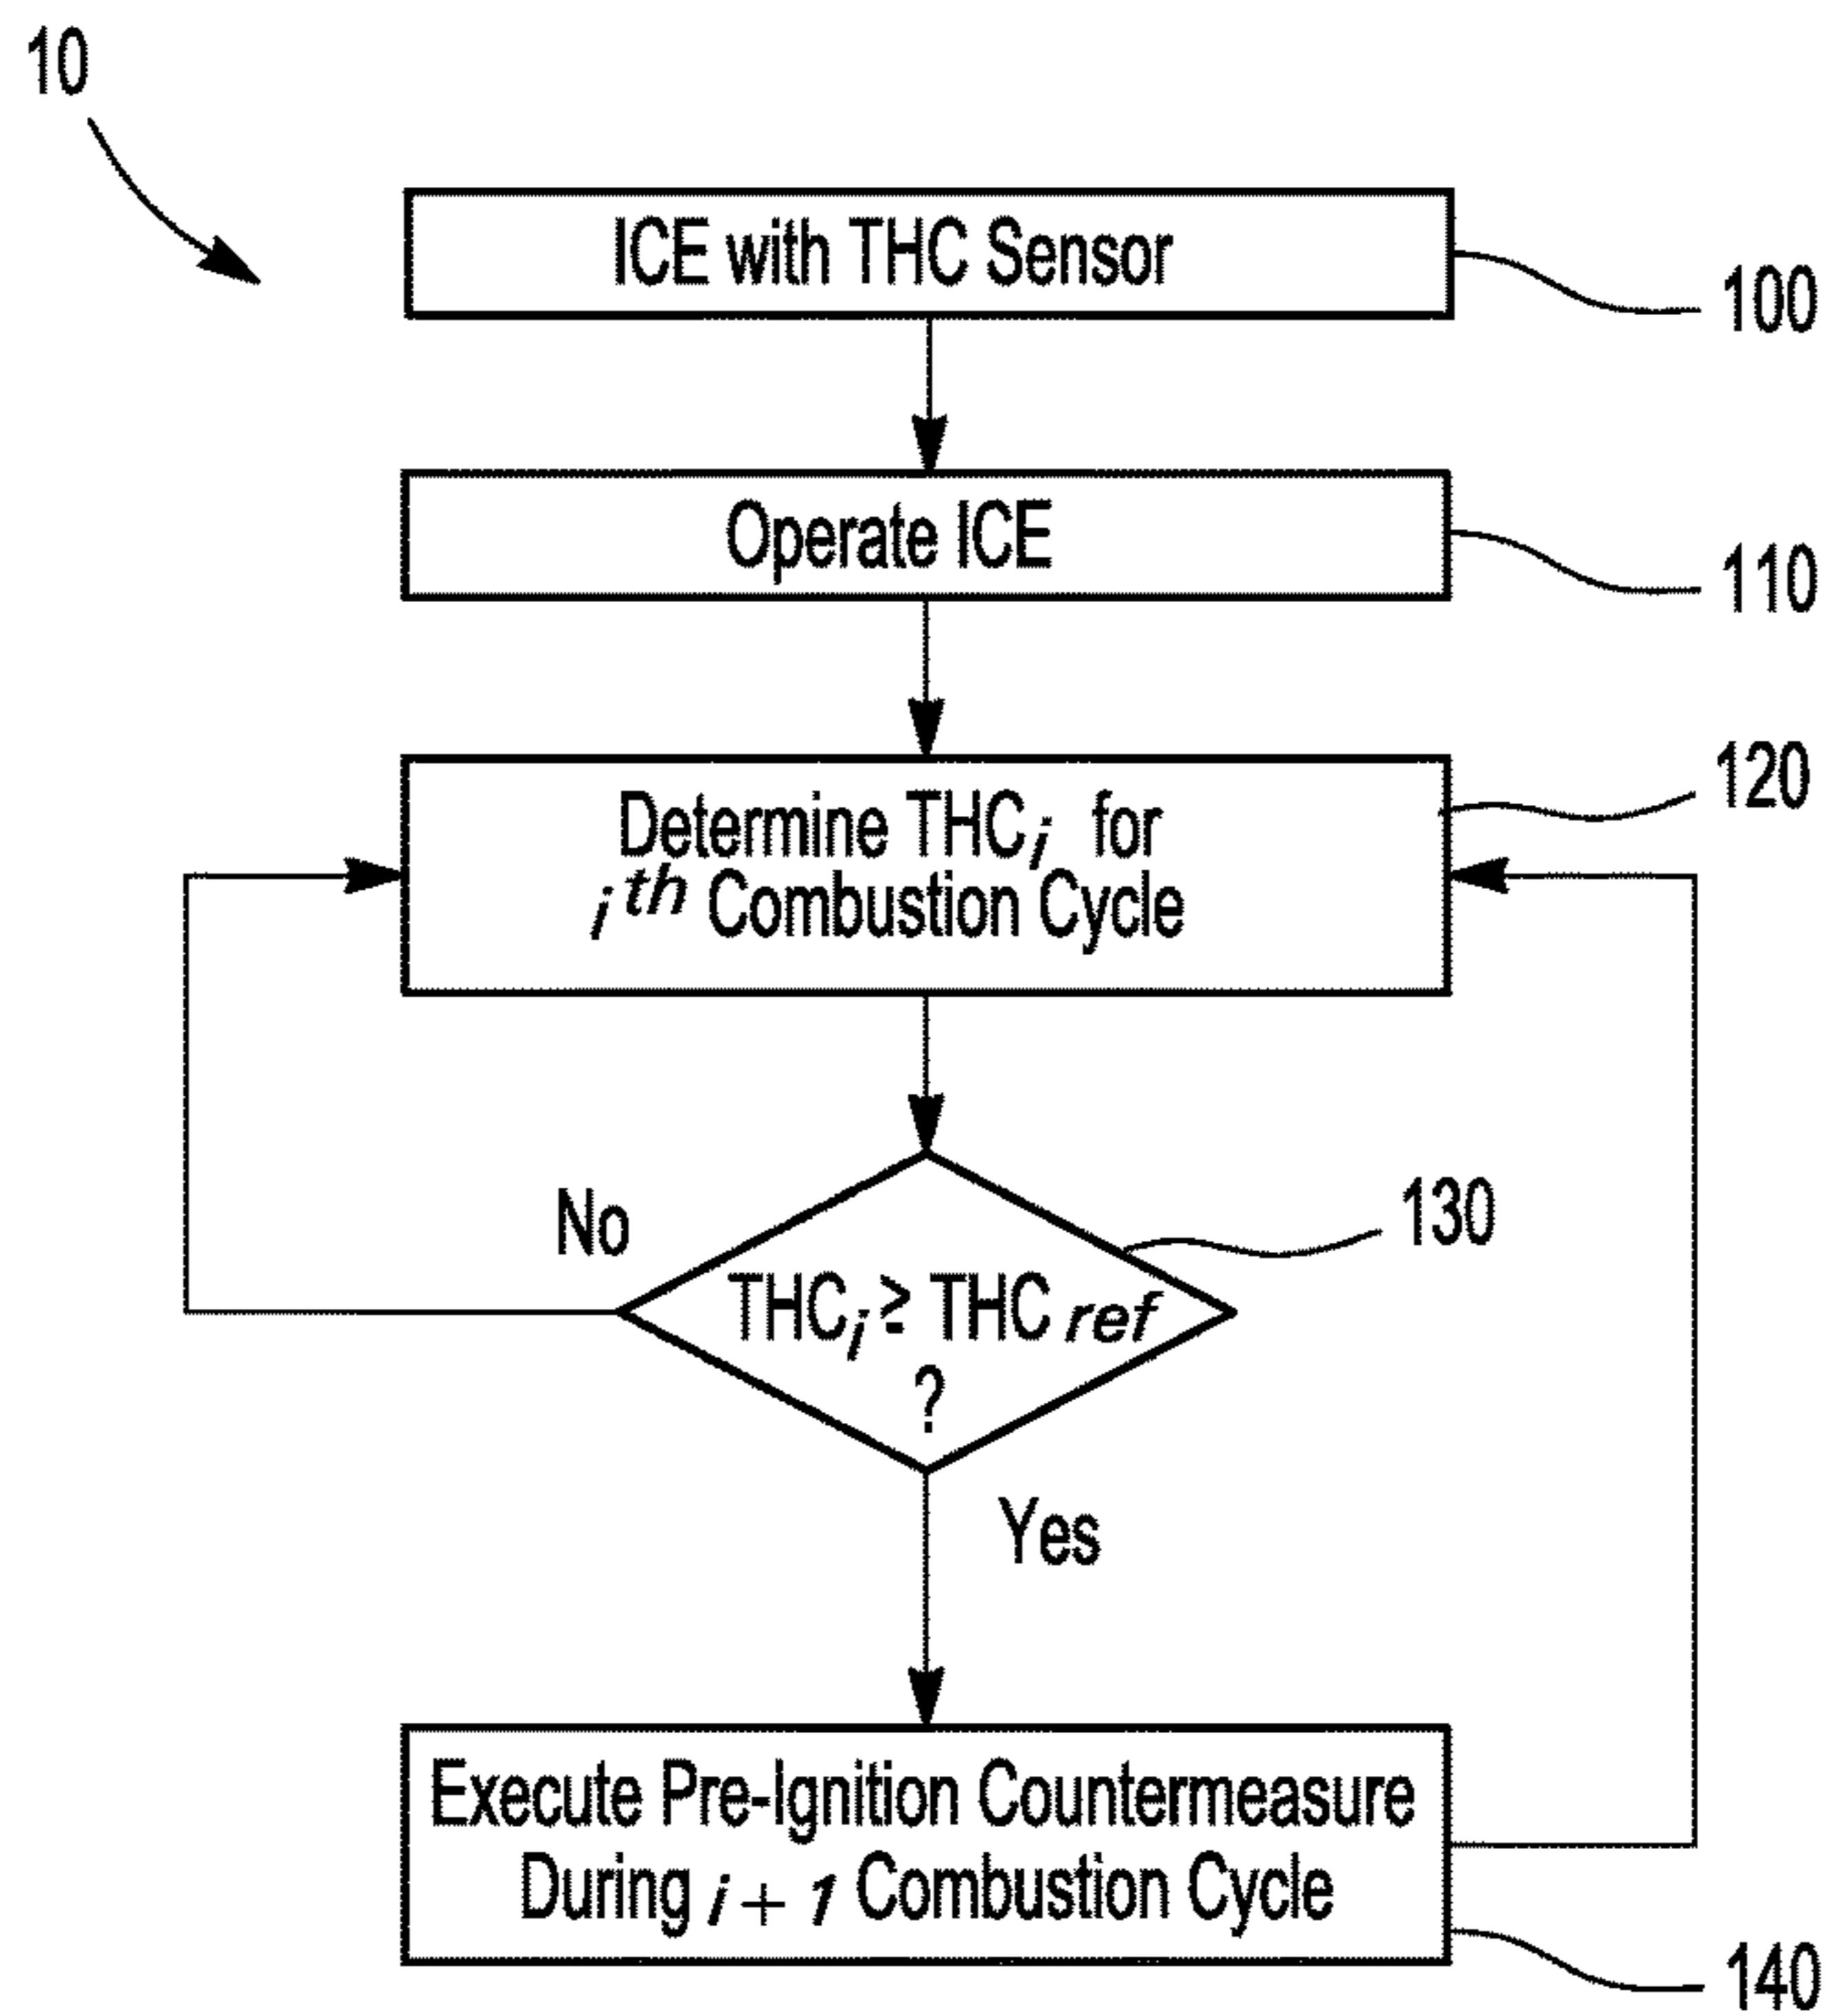 10
ICE with THC Sensor
100
Operate ICE
110
120
Determine THCi for
ith Combustion Cycle
No
130
THCi ≥ THC ref
?
Yes
Execute Pre-Ignition Countermeasure
During i + 1 Combustion Cycle
140